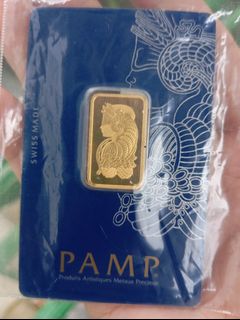 SWISS MADE
PAMP
Produits Artistiques Métaux Précieux